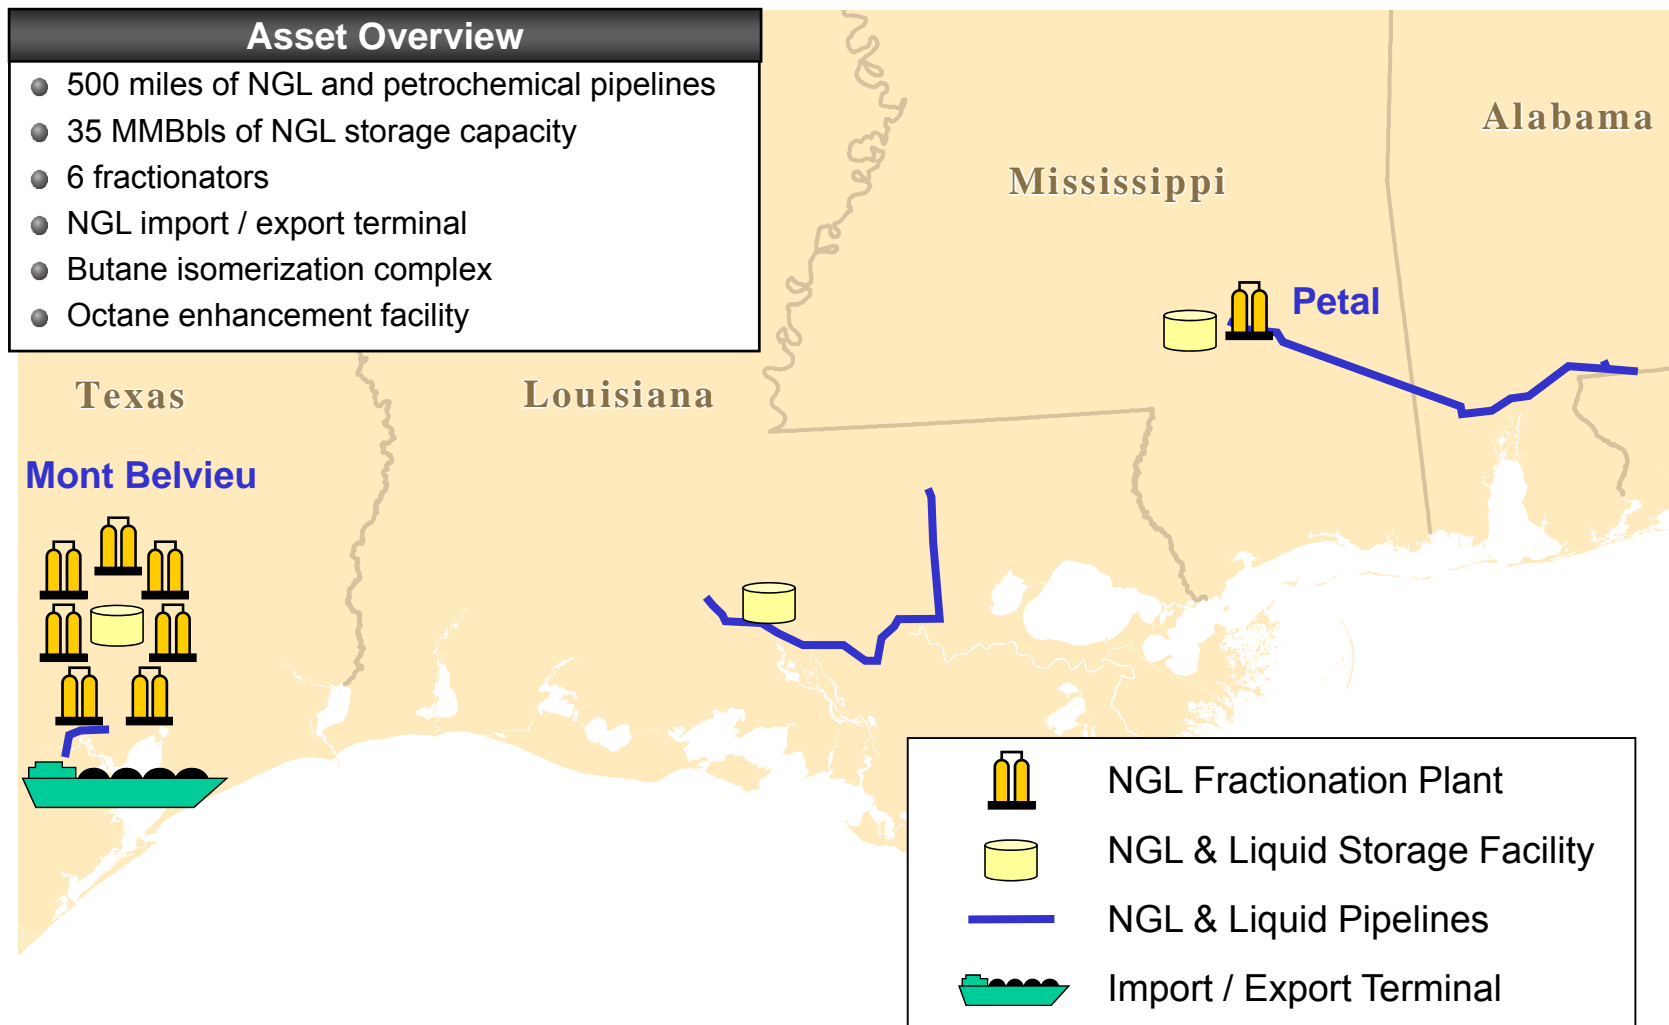 Asset Overview
500 miles of NGL and petrochemical pipelines
35 MMBbls of NGL storage capacity
6 fractionators
NGL import / export terminal
Butane isomerization complex
Octane enhancement facility
Alabama
Mississippi
Petal
Texas
Louisiana
Mont Belvieu
NGL Fractionation Plant
NGL & Liquid Storage Facility
NGL & Liquid Pipelines
Import / Export Terminal